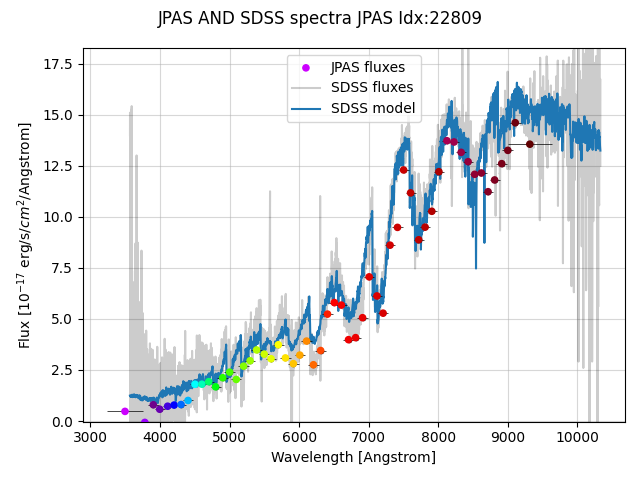 JPAS AND SDSS spectra JPAS Idx:22809
JPAS fluxes
SDSS fluxes
SDSS model
17.5
15.0
12.5
10.0
7.5
5.0
2.5
0.0
Flux [10⁻¹⁷ erg/s/cm²/Angstrom]
3000 4000 5000 6000 7000 8000 9000 10000
Wavelength [Angstrom]